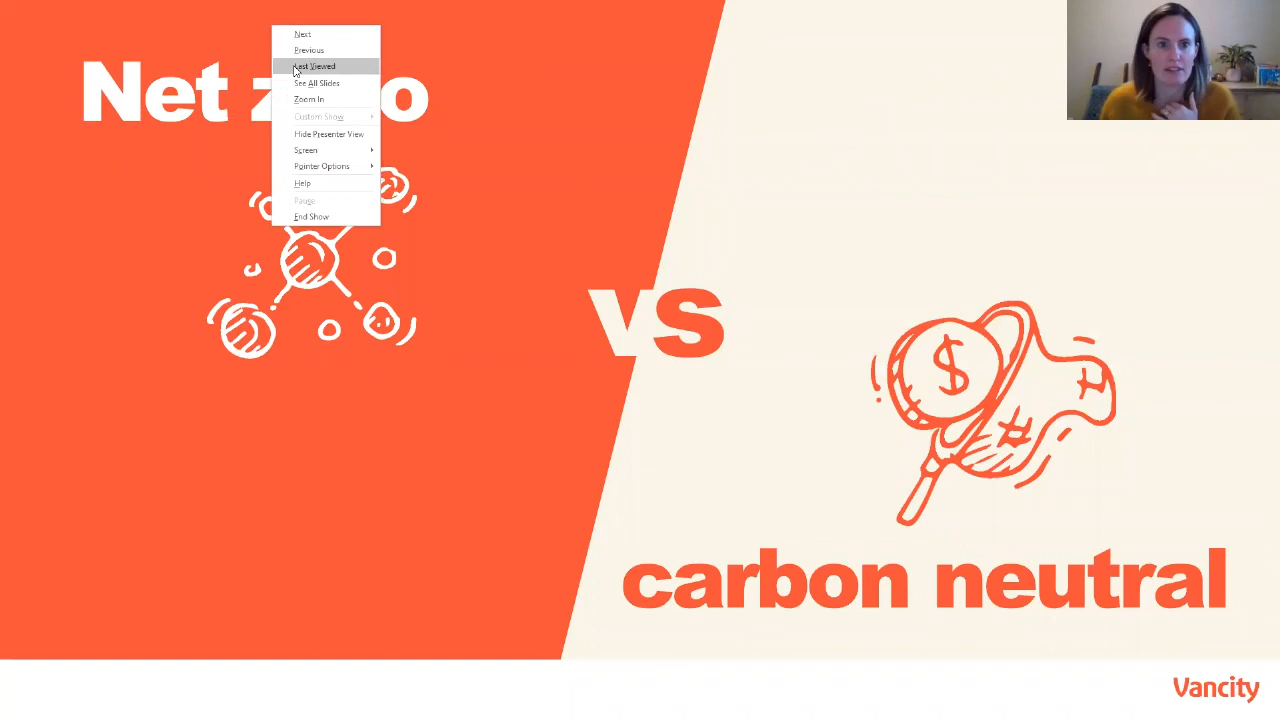 Net z
o
Next
Previous
Last Viewed
See All Slides
Zoom In
Custom Show
Hide Presenter View
Screen
Pointer Options
Help
Pause
End Show
vs
$
carbon neutral
Vancity